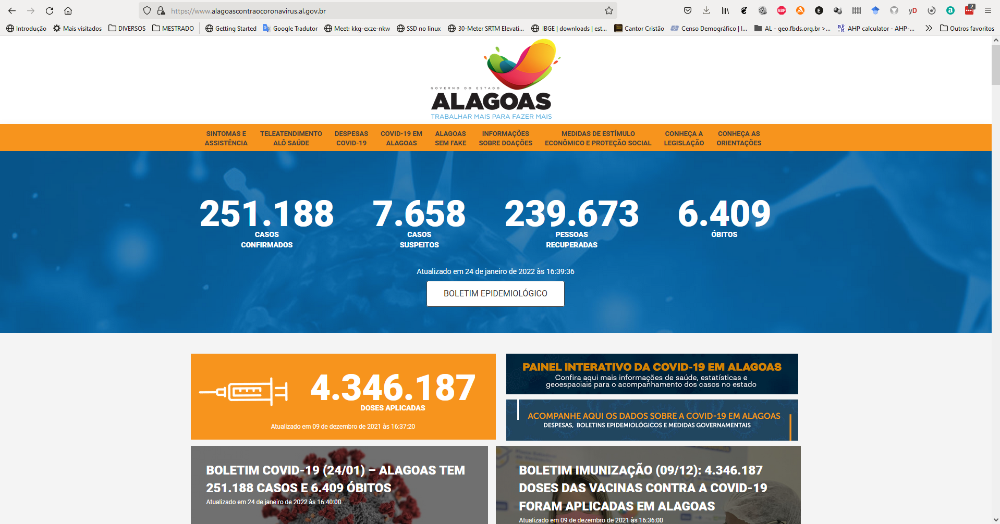 https://www.alagoascontraocoronavirus.al.gov.br
ABP
E
yD
a
2
Introdução
Mais visitados
DIVERSOS
MESTRADO
Getting Started
Google Tradutor
Meet: kkg-exze-nkw
SSD no linux
30-Meter SRTM Elevati...
IBGE | downloads | est...
Cantor Cristão
Censo Demográfico | I...
AL - geo.fbds.org.br >...
AHP calculator - AHP-...
Outros favoritos
GOVERNO DO ESTADO
ALAGOAS
TRABALHAR MAIS PARA FAZER MAIS
SINTOMAS E
ASSISTÊNCIA
TELEATENDIMENTO
ALÔ SAÚDE
DESPESAS
COVID-19
COVID-19 EM
ALAGOAS
ALAGOAS
SEM FAKE
INFORMAÇÕES
SOBRE DOAÇÕES
MEDIDAS DE ESTÍMULO
ECONÔMICO E PROTEÇÃO SOCIAL
CONHEÇA A
LEGISLAÇÃO
CONHEÇA AS
ORIENTAÇÕES
251.188
CASOS
CONFIRMADOS
7.658
CASOS
SUSPEITOS
239.673
PESSOAS
RECUPERADAS
6.409
ÓBITOS
Atualizado em 24 de janeiro de 2022 às 16:39:36
BOLETIM EPIDEMIOLÓGICO
4.346.187
DOSES APLICADAS
Atualizado em 09 de dezembro de 2021 às 16:37:20
PAINEL INTERATIVO DA COVID-19 EM ALAGOAS
Confira aqui mais informações de saúde, estatísticas e
geoespaciais para o acompanhamento dos casos no estado
ACOMPANHE AQUI OS DADOS SOBRE A COVID-19 EM ALAGOAS
DESPESAS, BOLETINS EPIDEMIOLÓGICOS E MEDIDAS GOVERNAMENTAIS
BOLETIM COVID-19 (24/01) – ALAGOAS TEM
251.188 CASOS E 6.409 ÓBITOS
Atualizado em 24 de janeiro de 2022 às 16:40:00
BOLETIM IMUNIZAÇÃO (09/12): 4.346.187
DOSES DAS VACINAS CONTRA A COVID-19
FORAM APLICADAS EM ALAGOAS
Atualizado em 09 de dezembro de 2021 às 16:36:00